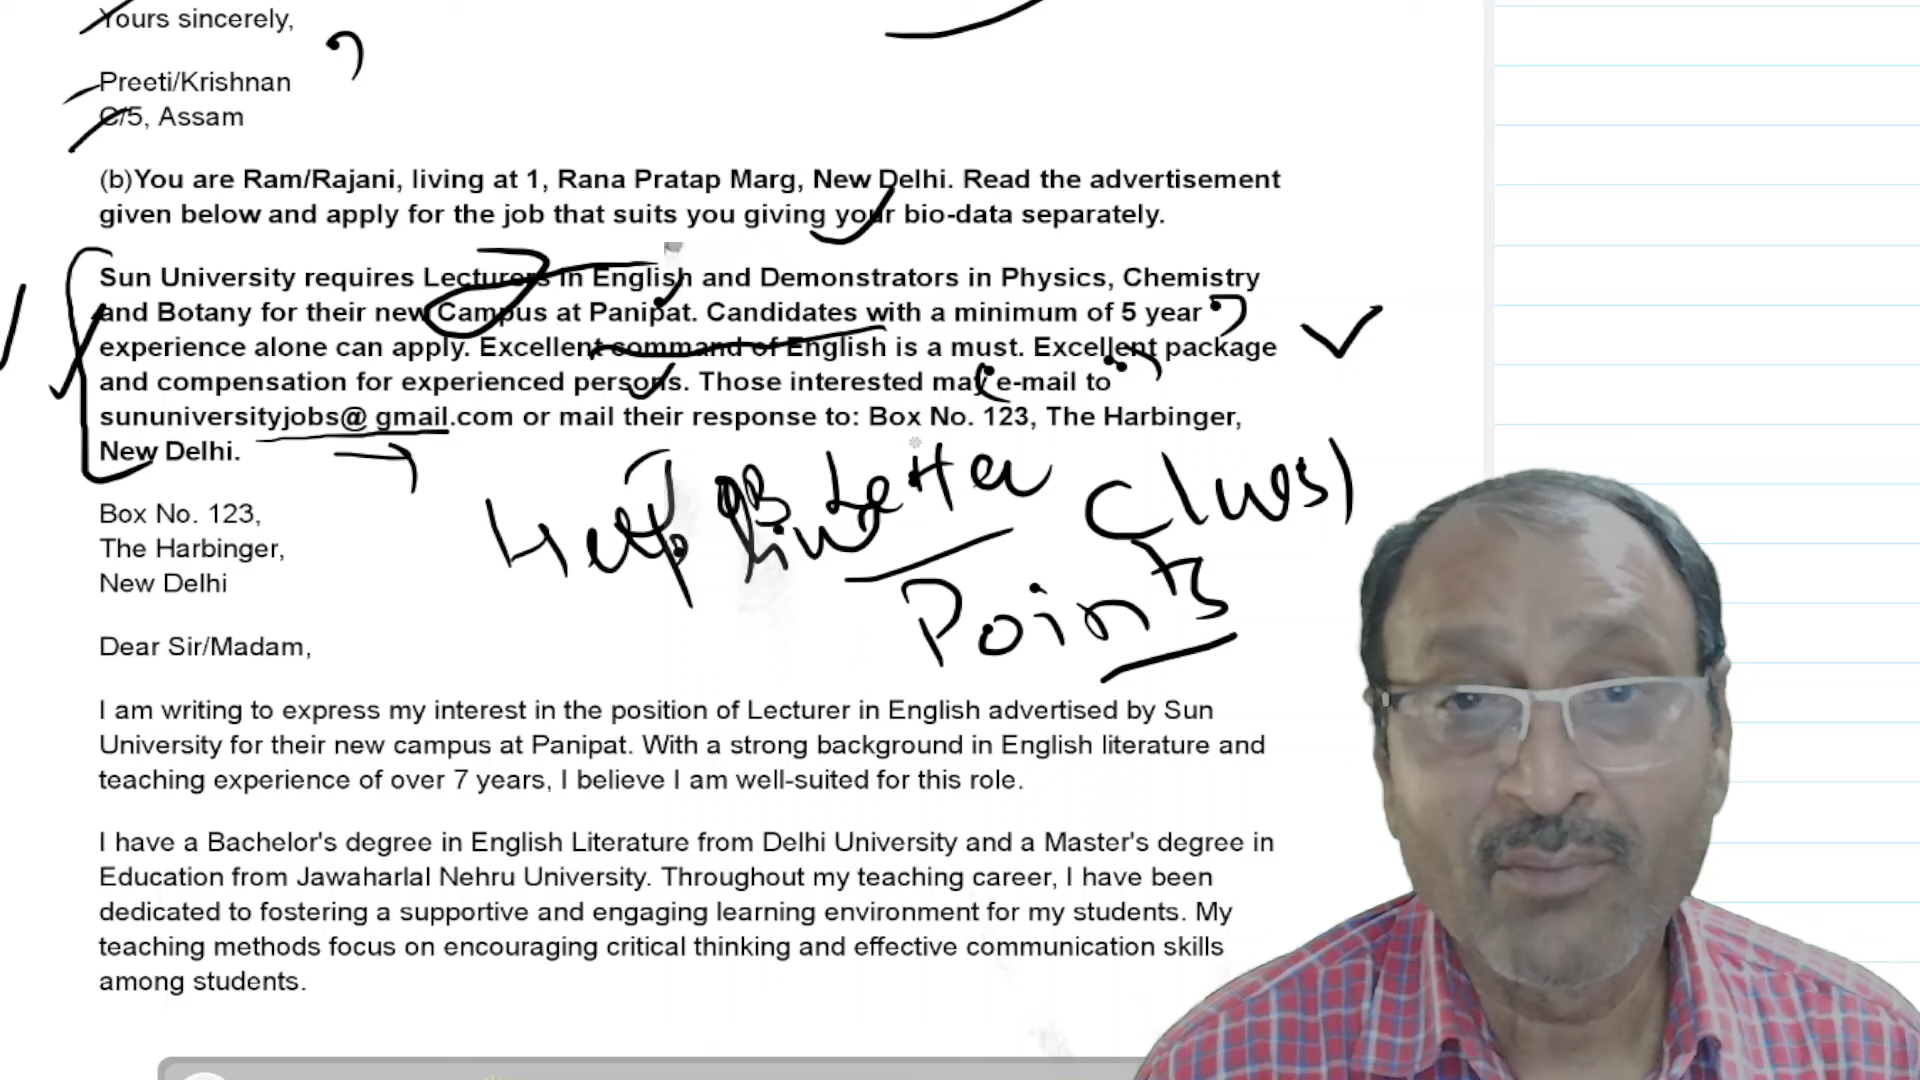 Yours sincerely,
Preeti/Krishnan
C/5, Assam
(b)You are Ram/Rajani, living at 1, Rana Pratap Marg, New Delhi. Read the advertisement
given below and apply for the job that suits you giving your bio-data separately.
Sun University requires Lecturers in English and Demonstrators in Physics, Chemistry
and Botany for their new Campus at Panipat. Candidates with a minimum of 5 year
experience alone can apply. Excellent command of English is a must. Excellent package
and compensation for experienced persons. Those interested may e-mail to
sununiversityjobs@ gmail.com or mail their response to: Box No. 123, The Harbinger,
New Delhi.
Letter
Points
Box No. 123,
The Harbinger,
New Delhi
Dear Sir/Madam,
I am writing to express my interest in the position of Lecturer in English advertised by Sun
University for their new campus at Panipat. With a strong background in English literature and
teaching experience of over 7 years, I believe I am well-suited for this role.
I have a Bachelor's degree in English Literature from Delhi University and a Master's degree in
Education from Jawaharlal Nehru University. Throughout my teaching career, I have been
dedicated to fostering a supportive and engaging learning environment for my students. My
teaching methods focus on encouraging critical thinking and effective communication skills
among students.